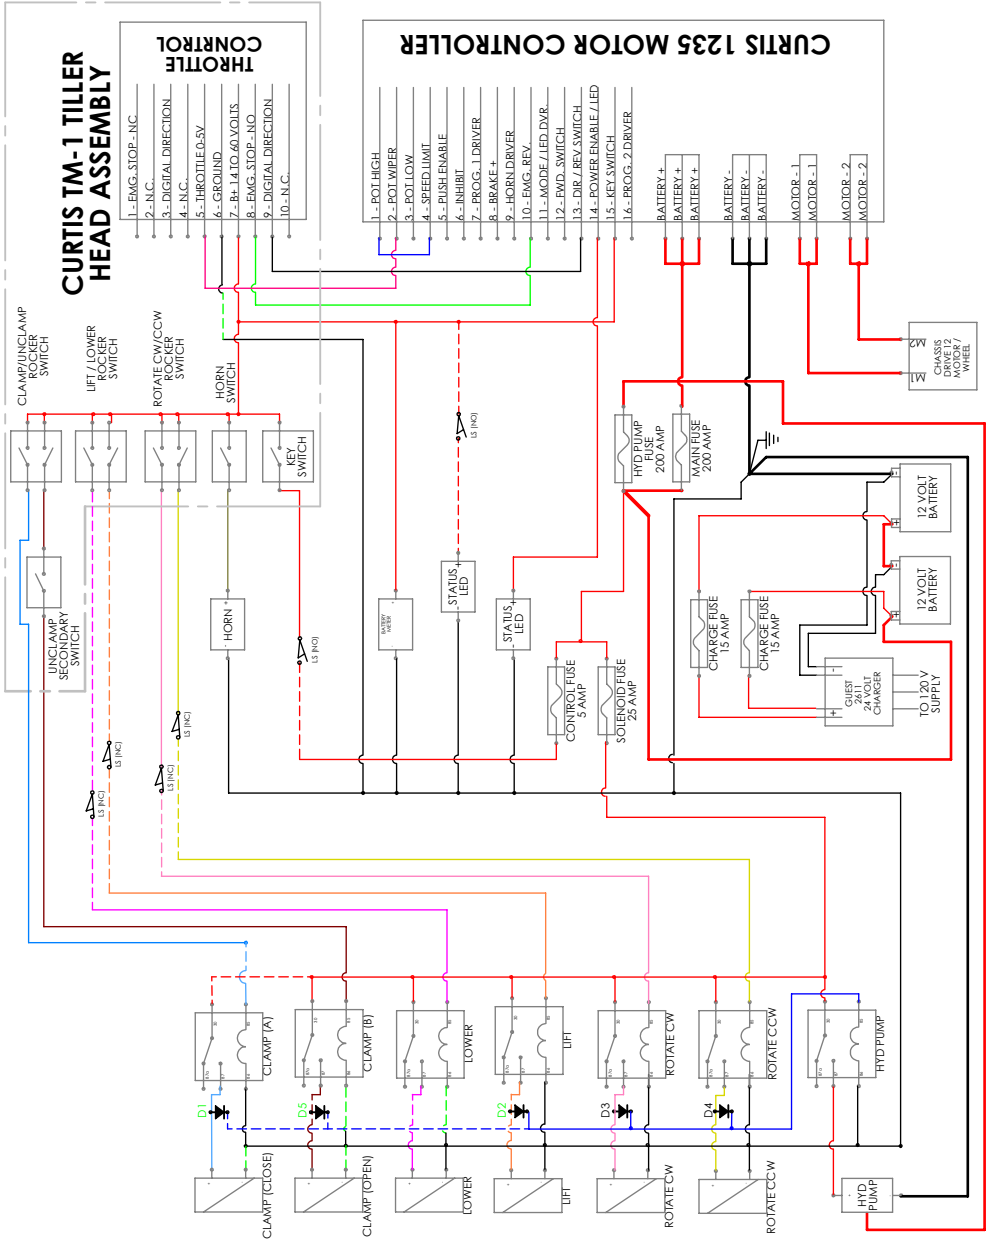 CURTIS TM-1 TILLER
HEAD ASSEMBLY
THROTTLE
CONRTROL
1 - EMG. STOP - NC
2 - N.C.
3 - DIGITAL DIRECTION
4 - N.C.
5 - THROTTLE 0-5V
6 - GROUND
7 - B+ 14 TO 60 VOLTS
8 - EMG. STOP - NO
9 - DIGITAL DIRECTION
10 - N.C.
CURTIS 1235 MOTOR CONTROLLER
1 - POT HIGH
2 - POT WIPER
3 - POT LOW
4 - SPEED LIMIT
5 - PUSH ENABLE
6 - INHIBIT
7 - PROG. 1 DRIVER
8 - BRAKE +
9 - HORN DRIVER
10 - EMG. REV.
11 - MODE / LED DVR.
12 - FWD. SWITCH
13 - DIR / REV SWITCH
14 - POWER ENABLE / LED
15 - KEY SWITCH
16 - PROG. 2 DRIVER
BATTERY +
BATTERY +
BATTERY +
BATTERY -
BATTERY -
BATTERY -
MOTOR - 1
MOTOR - 1
MOTOR - 2
MOTOR - 2
CLAMP/UNCLAMP
ROCKER
SWITCH
LIFT / LOWER
ROCKER
SWITCH
ROTATE CW/CCW
ROCKER
SWITCH
HORN
SWITCH
KEY
SWITCH
M2
M1
CHASSIS
DRIVE 12
MOTOR /
WHEEL
LS (NO)
HYD PUMP
FUSE
200 AMP
MAIN FUSE
200 AMP
-
+
12 VOLT
BATTERY
-
+
12 VOLT
BATTERY
UNCLAMP
SECONDARY
SWITCH
- HORN +
BATTERY
METER
STATUS
LED
- +
STATUS
LED
- +
LS (NO)
CONTROL FUSE
5 AMP
SOLENOID FUSE
25 AMP
CHARGE FUSE
15 AMP
CHARGE FUSE
15 AMP
+ -
GUEST
2611
24 VOLT
CHARGER
TO 120 V
SUPPLY
LS (NC)
LS (NC)
LS (NC)
LS (NC)
CLAMP (A)
CLAMP (B)
LOWER
LIFT
ROTATE CW
ROTATE CCW
HYD PUMP
D1
D5
D2
D3
D4
CLAMP (CLOSE)
CLAMP (OPEN)
LOWER
LIFT
ROTATE CW
ROTATE CCW
HYD
PUMP